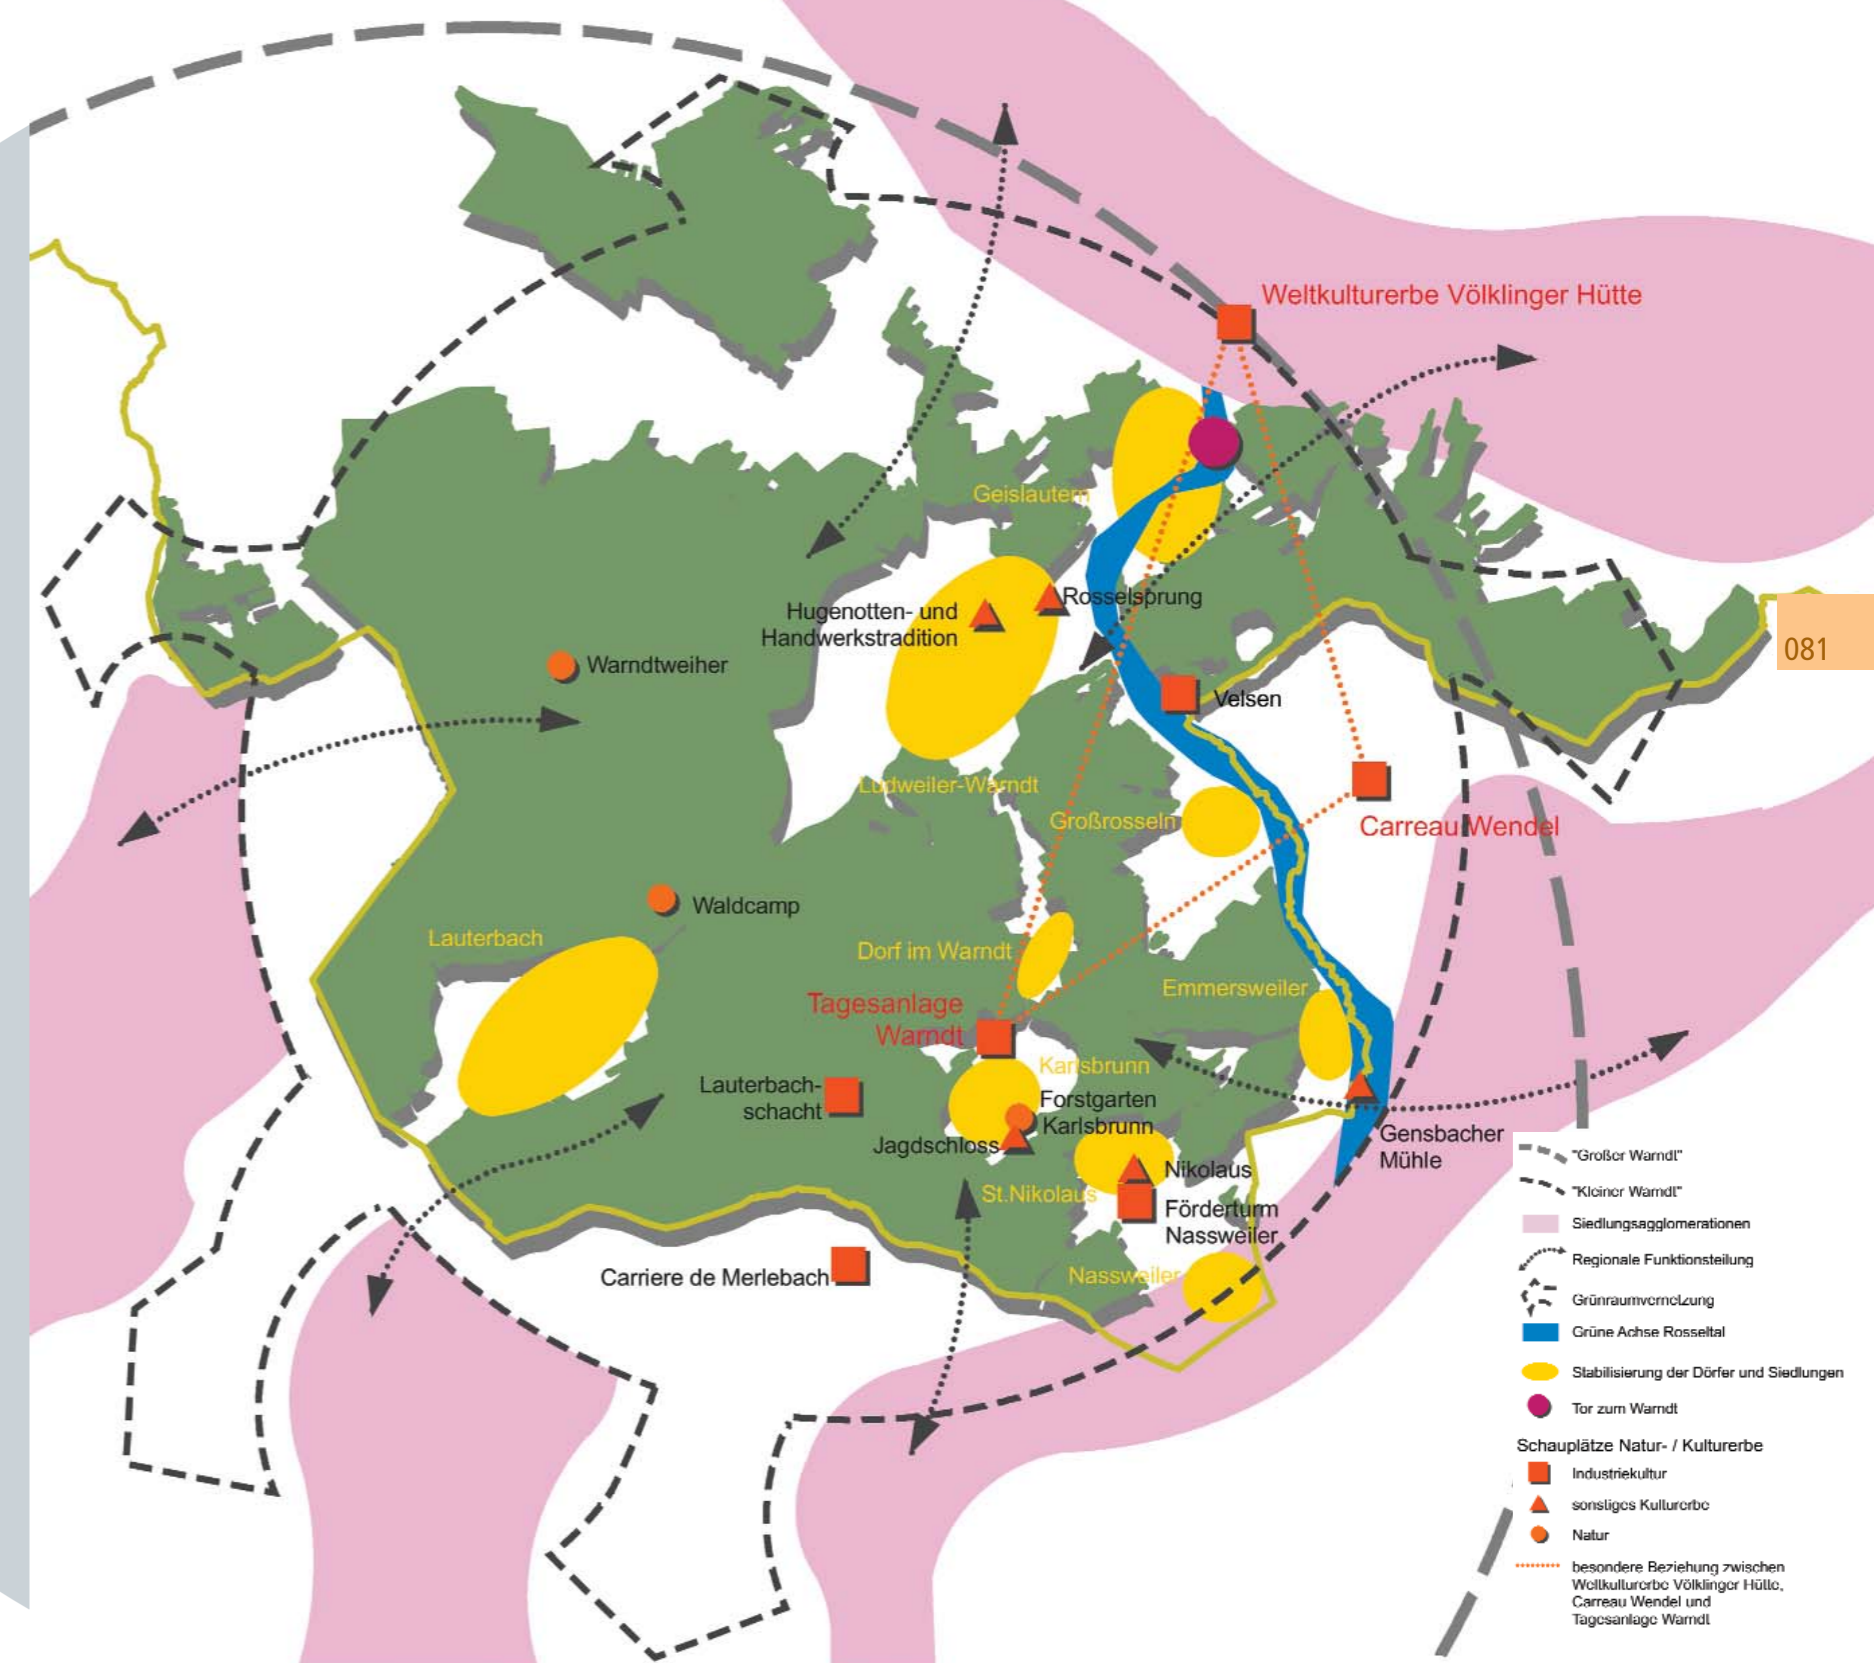 Weltkulturerbe Völklinger Hütte
Geislautern
Hugenotten- und
Handwerkstradition
Rosselsprung
081
Warndtweiher
Velsen
Ludweiler-Warndt
Großrosseln
Carreau Wendel
Waldcamp
Lauterbach
Dorf im Warndt
Emmersweiler
Tagesanlage
Warndt
Karlsbrunn
Lauterbach-
schacht
Forstgarten
Karlsbrunn
Jagdschloss
Gensbacher
Mühle
Nikolaus
St.Nikolaus
Förderturm
Nassweiler
Carriere de Merlebach
Nassweiler
"Großer Warndt"
"Kleiner Warndt"
Siedlungsagglomerationen
Regionale Funktionsteilung
Grünraumvernetzung
Grüne Achse Rosseltal
Stabilisierung der Dörfer und Siedlungen
Tor zum Warndt
Schauplätze Natur- / Kulturerbe
Industriekultur
sonstiges Kulturerbe
Natur
besondere Beziehung zwischen
Weltkulturerbe Völklinger Hütte,
Carreau Wendel und
Tagesanlage Warndt